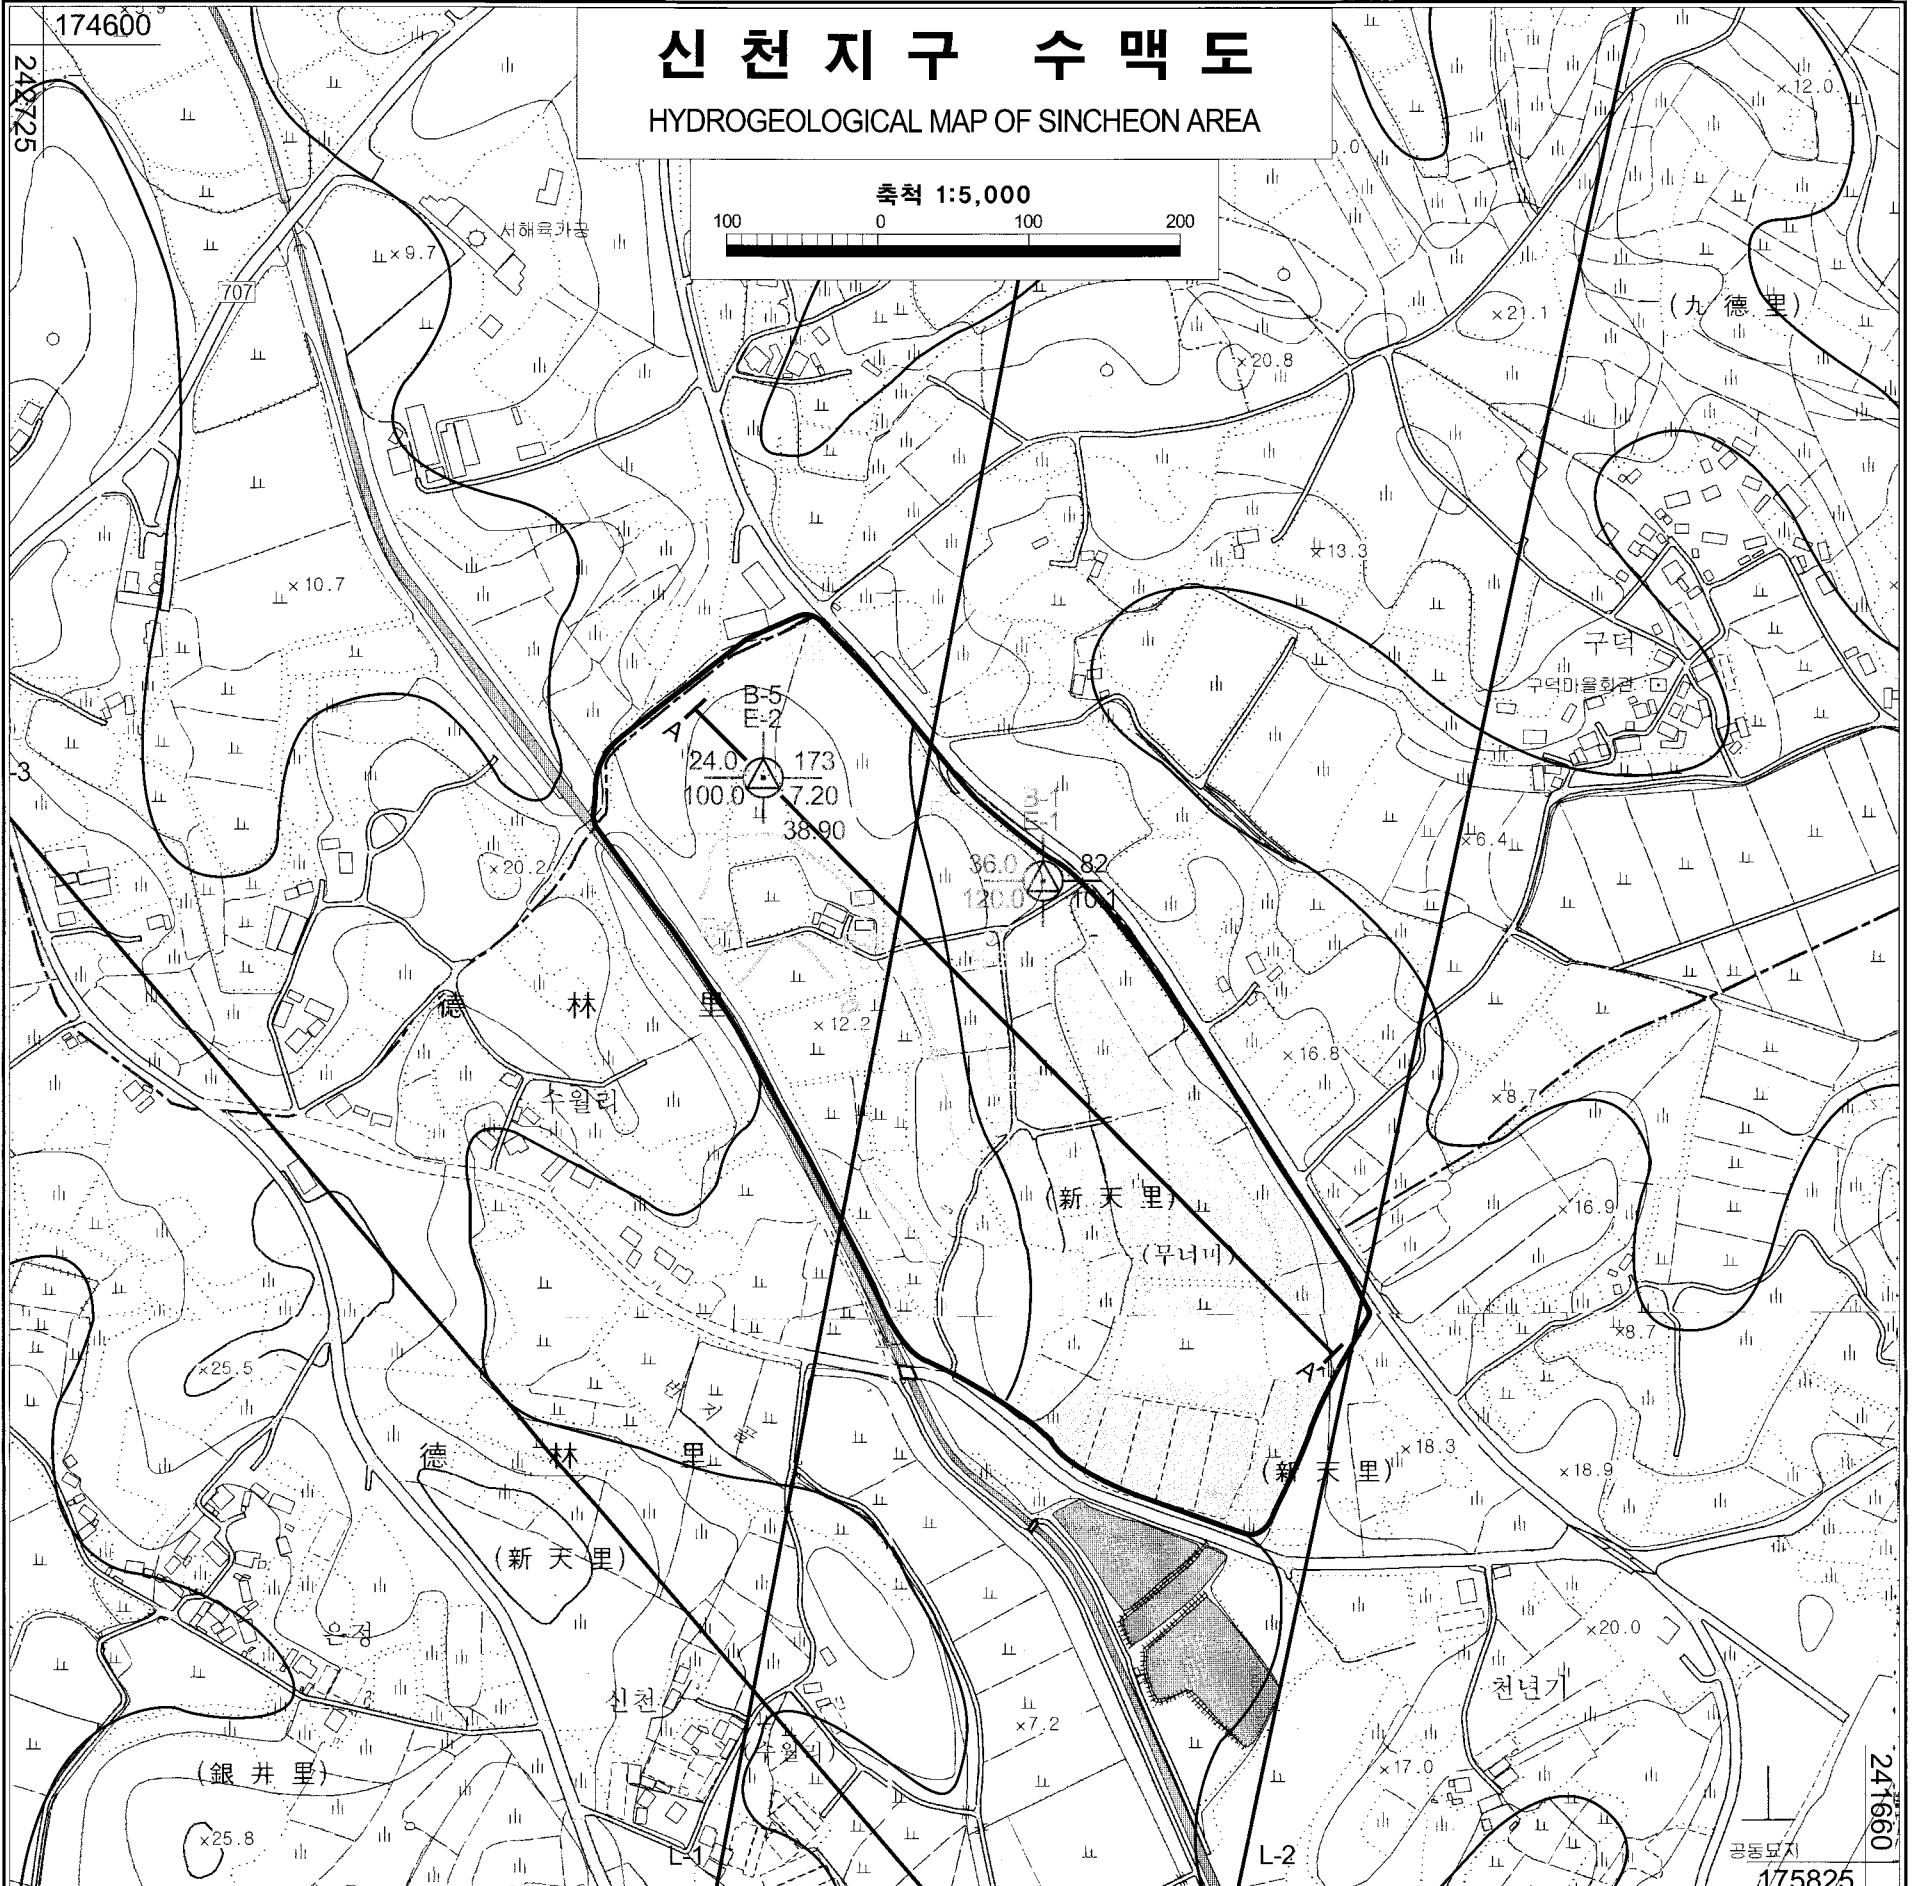 174600
242725
신천지구 수맥도
HYDROGEOLOGICAL MAP OF SINCHEON AREA
축척 1:5,000
100 0 100 200
×12.0
서해육가공
×9.7
707
(九 德 里)
×21.1
×20.8
×13.3
×10.7
구덕
구덕마을회관
B-5
E-2
A
24.0 173
100.0 7.20
38.90
-3
B-1
E-1
36.0 82
120.0 10.1
×6.4
×20.2
德 林 里
×12.2
×16.8
수월리
×8.7
(新 天 里)
×16.9
(무너미)
×8.7
×25.5
A'
德 林 里
(新 天 里)
×18.3
×18.9
(新 天 里)
은정
×20.0
신천
천년기
×7.2
(수월리)
(銀 井 里)
×17.0
×25.8
L-1
L-2
공동묘지
241660
175825